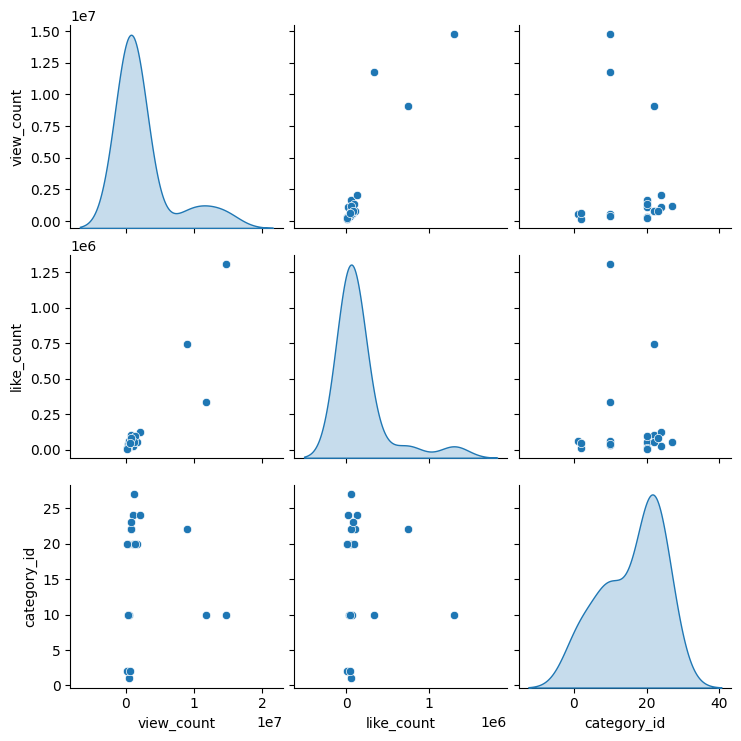 1e7
1.50
1.25
1.00
0.75
0.50
0.25
0.00
view_count
1e6
1.25
1.00
0.75
0.50
0.25
0.00
like_count
25
20
15
10
5
0
category_id
0 1 2
1e7
view_count
0 1
1e6
like_count
0 20 40
category_id